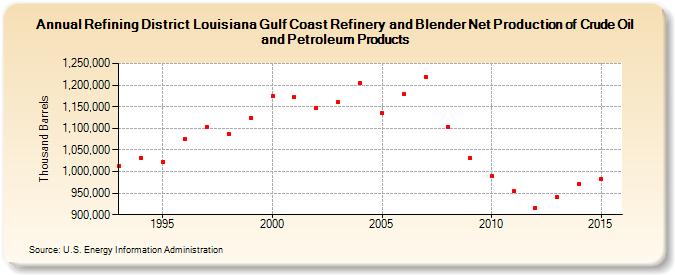 Annual Refining District Louisiana Gulf Coast Refinery and Blender Net Production of Crude Oil
and Petroleum Products
Thousand Barrels
1,250,000
1,200,000
1,150,000
1,100,000
1,050,000
1,000,000
950,000
900,000
1995 2000 2005 2010 2015
Source: U.S. Energy Information Administration